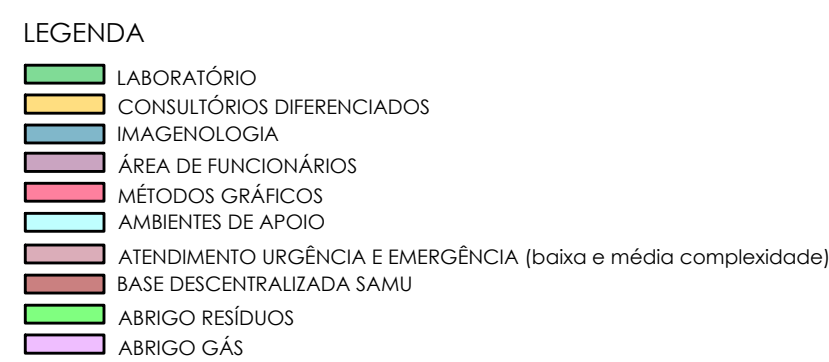 LEGENDA
LABORATÓRIO
CONSULTÓRIOS DIFERENCIADOS
IMAGENOLOGIA
ÁREA DE FUNCIONÁRIOS
MÉTODOS GRÁFICOS
AMBIENTES DE APOIO
ATENDIMENTO URGÊNCIA E EMERGÊNCIA (baixa e média complexidade)
BASE DESCENTRALIZADA SAMU
ABRIGO RESÍDUOS
ABRIGO GÁS